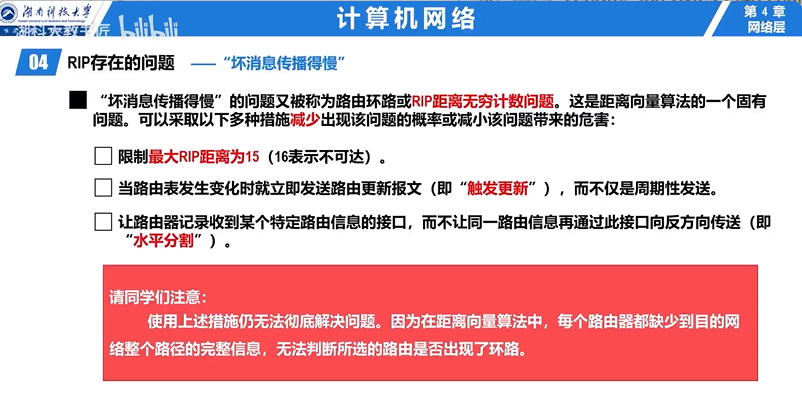 湖南科技大学
Hunan University of Science and Technology
计算机网络
第 4 章
网络层
湖科大教书匠 bilibili
04 RIP存在的问题 ——“坏消息传播得慢”
“坏消息传播得慢”的问题又被称为路由环路或RIP距离无穷计数问题。这是距离向量算法的一个固有
问题。可以采取以下多种措施减少出现该问题的概率或减小该问题带来的危害：
限制最大RIP距离为15（16表示不可达）。
当路由表发生变化时就立即发送路由更新报文（即“触发更新”），而不仅是周期性发送。
让路由器记录收到某个特定路由信息的接口，而不让同一路由信息再通过此接口向反方向传送（即
“水平分割”）。
请同学们注意：
使用上述措施仍无法彻底解决问题。因为在距离向量算法中，每个路由器都缺少到目的网
络整个路径的完整信息，无法判断所选的路由是否出现了环路。